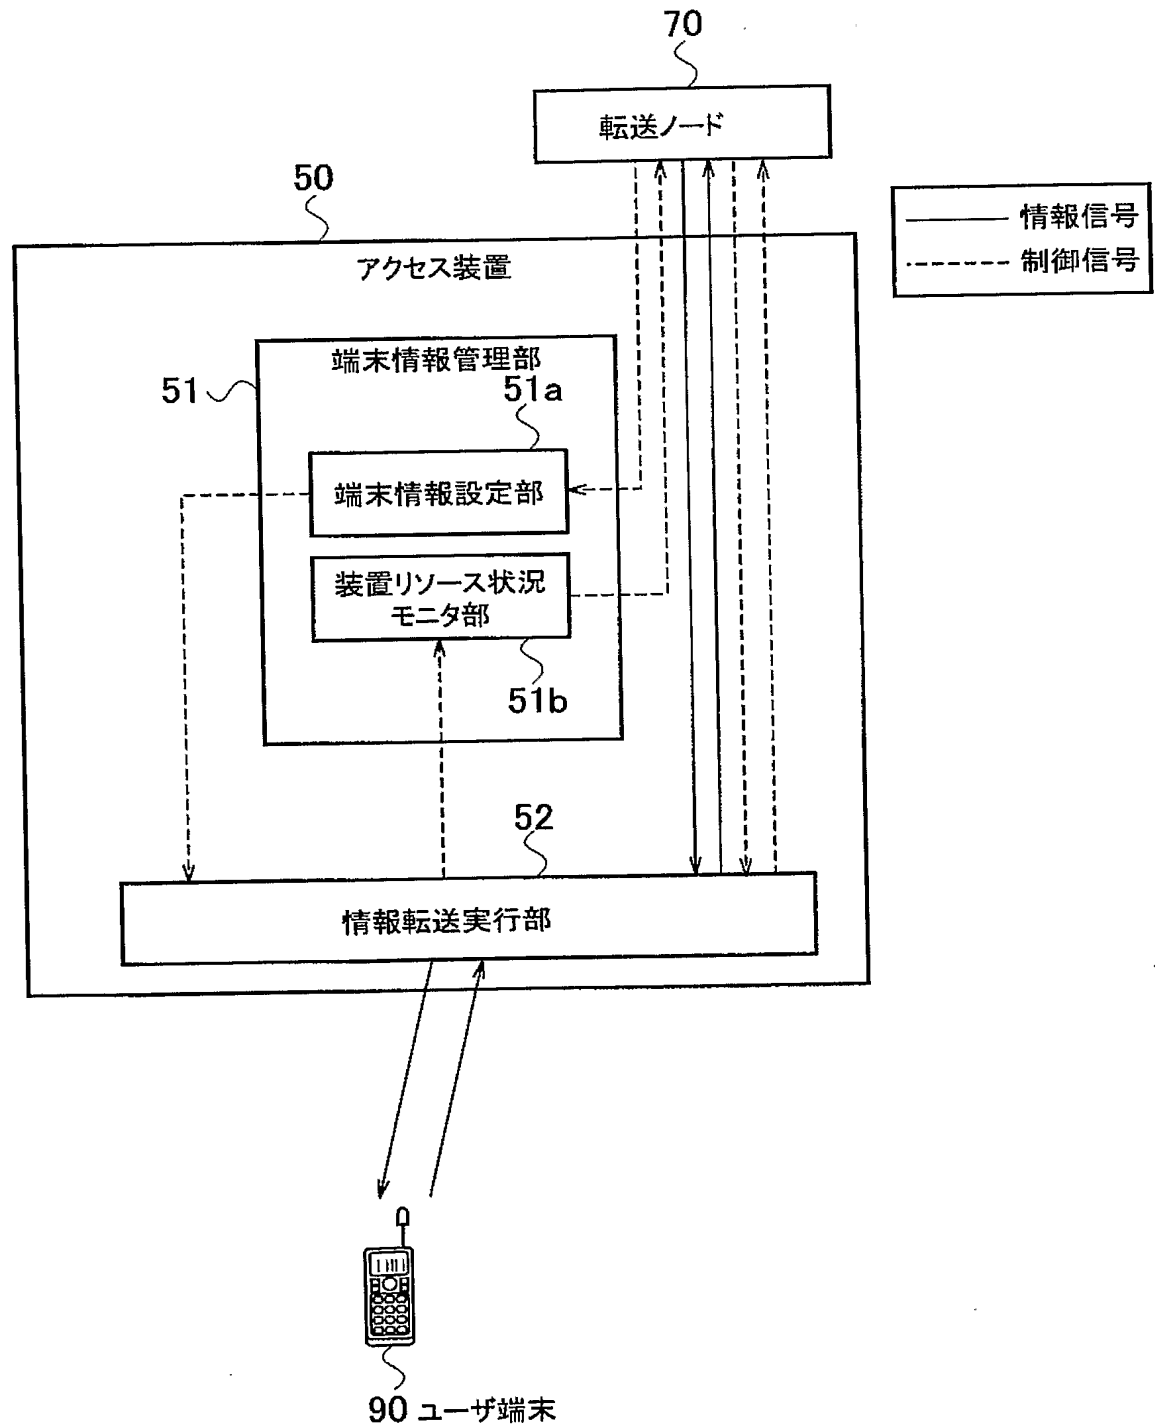 70
転送ノード
50
情報信号
制御信号
アクセス装置
端末情報管理部
51
51a
端末情報設定部
装置リソース状況
モニタ部
51b
52
情報転送実行部
90 ユーザ端末